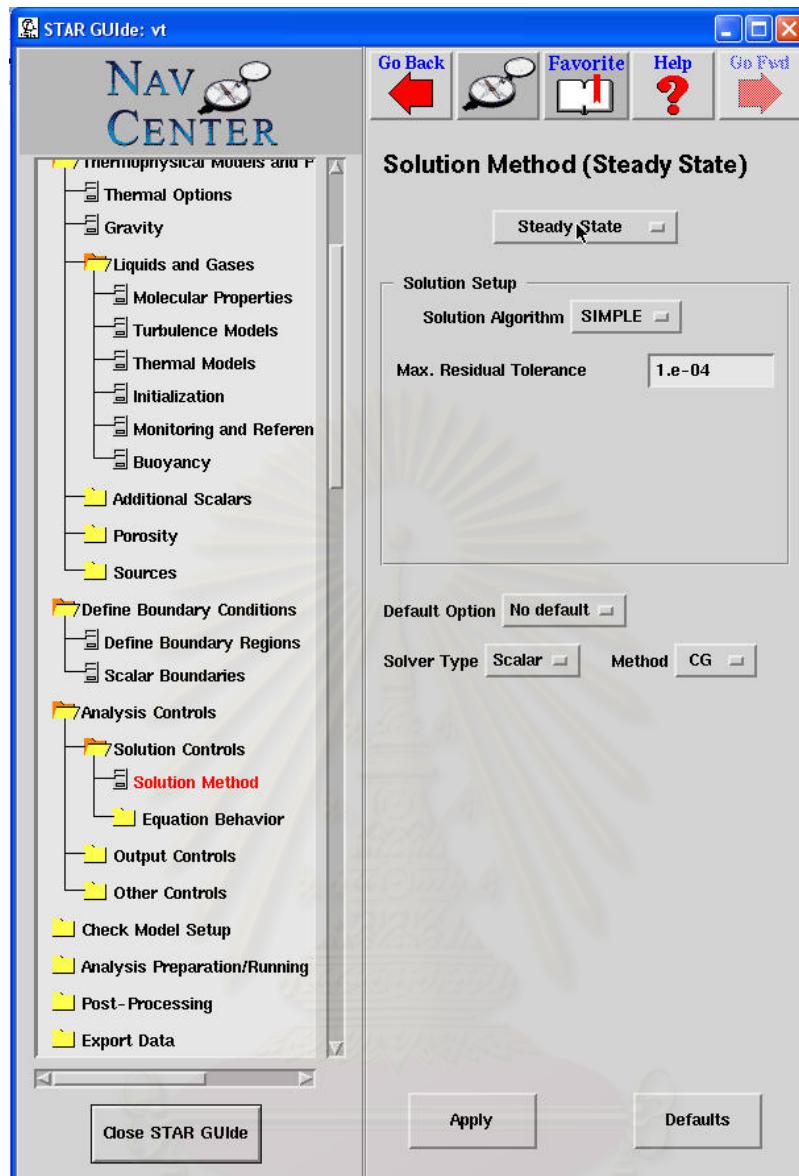 STAR GUIde: vt
NAV
CENTER
Go Back
Favorite
Help
Go Fwd
Thermophysical Models and P
Thermal Options
Gravity
Liquids and Gases
Molecular Properties
Turbulence Models
Thermal Models
Initialization
Monitoring and Referen
Buoyancy
Additional Scalars
Porosity
Sources
Define Boundary Conditions
Define Boundary Regions
Scalar Boundaries
Analysis Controls
Solution Controls
Solution Method
Equation Behavior
Output Controls
Other Controls
Check Model Setup
Analysis Preparation/Running
Post-Processing
Export Data
Close STAR GUIde
Solution Method (Steady State)
Steady State
Solution Setup
Solution Algorithm SIMPLE
Max. Residual Tolerance 1.e-04
Default Option No default
Solver Type Scalar Method CG
Apply Defaults